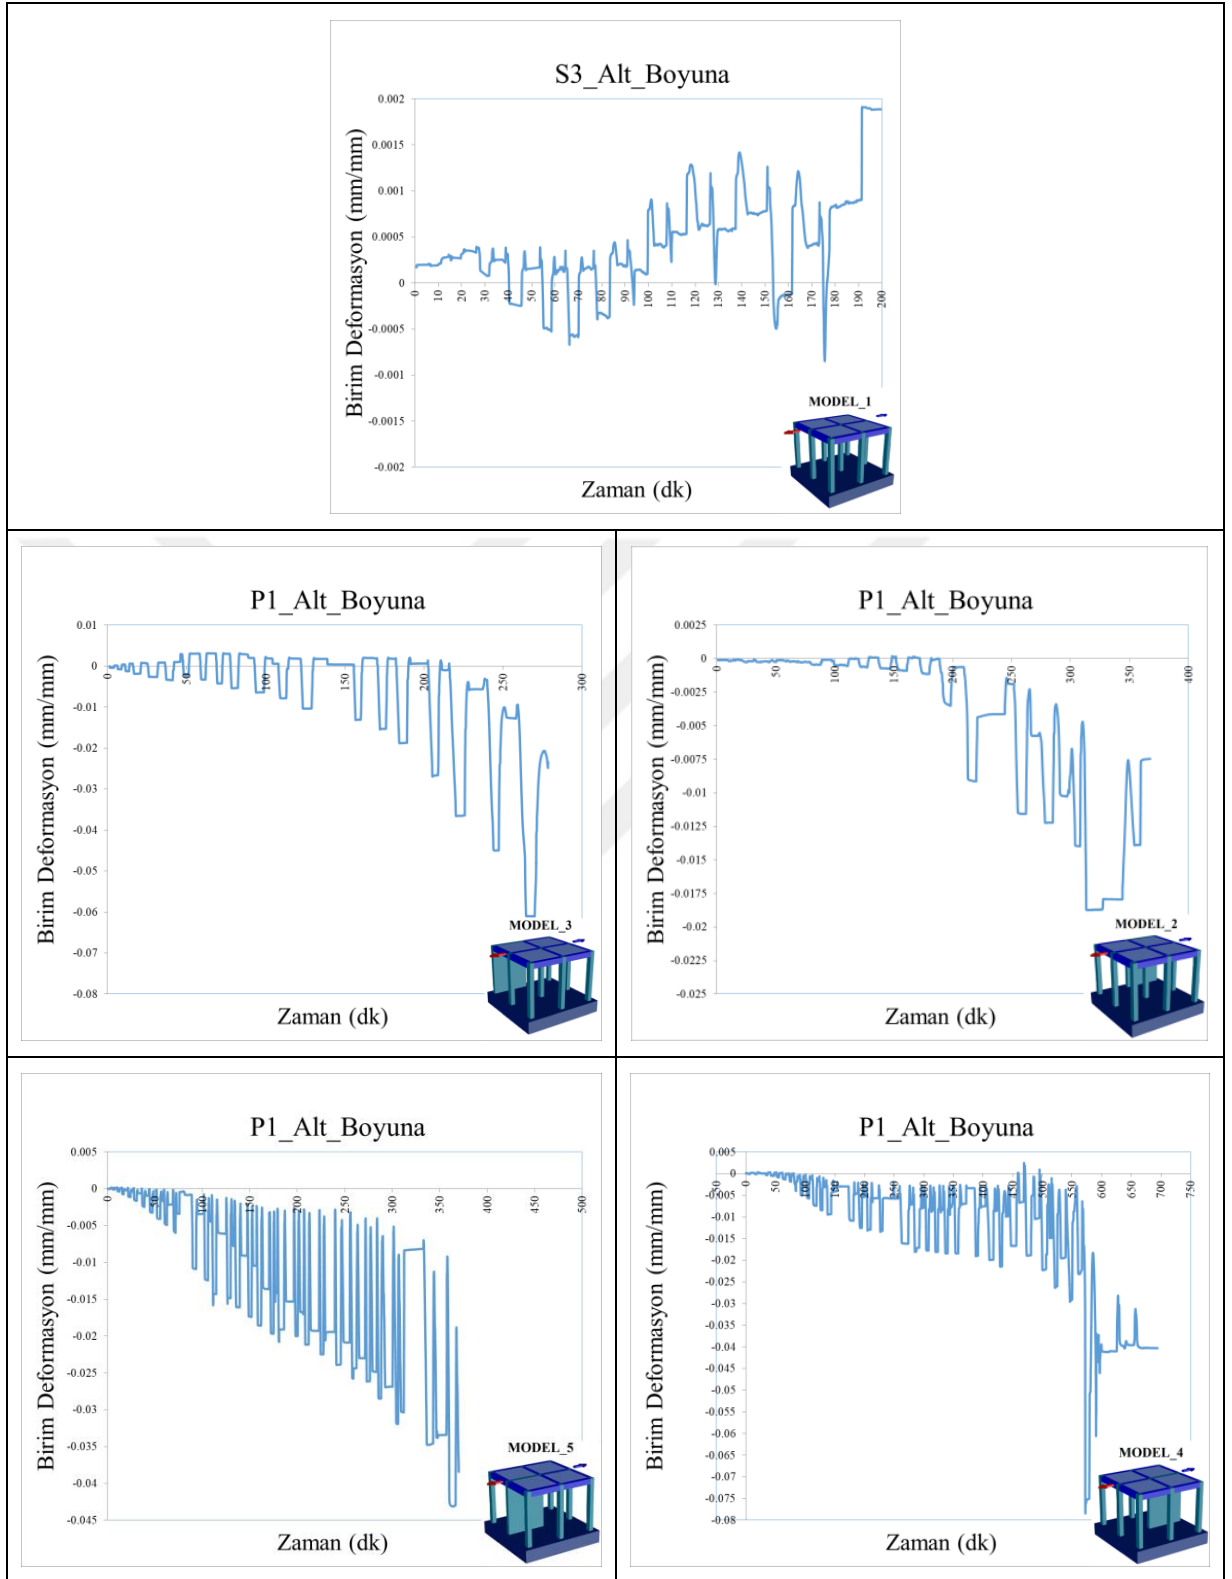 S3_Alt_Boyuna
Birim Deformasyon (mm/mm)
0.002
0.0015
0.001
0.0005
0
-0.0005
-0.001
-0.0015
-0.002
0 10 20 30 40 50 60 70 80 90 100 110 120 130 140 150 160 170 180 190 200
Zaman (dk)
MODEL_1
P1_Alt_Boyuna
Birim Deformasyon (mm/mm)
0.01
0
-0.01
-0.02
-0.03
-0.04
-0.05
-0.06
-0.07
-0.08
0 50 100 150 200 250 300
Zaman (dk)
MODEL_3
P1_Alt_Boyuna
Birim Deformasyon (mm/mm)
0.0025
0
-0.0025
-0.005
-0.0075
-0.01
-0.0125
-0.015
-0.0175
-0.02
-0.0225
-0.025
0 50 100 150 200 250 300 350 400
Zaman (dk)
MODEL_2
P1_Alt_Boyuna
Birim Deformasyon (mm/mm)
0.005
0
-0.005
-0.01
-0.015
-0.02
-0.025
-0.03
-0.035
-0.04
-0.045
0 50 100 150 200 250 300 350 400 450 500
Zaman (dk)
MODEL_5
P1_Alt_Boyuna
Birim Deformasyon (mm/mm)
0.005
0
-0.005
-0.01
-0.015
-0.02
-0.025
-0.03
-0.035
-0.04
-0.045
-0.05
-0.055
-0.06
-0.065
-0.07
-0.075
-0.08
-50 0 50 100 150 200 250 300 350 400 450 500 550 600 650 700 750
Zaman (dk)
MODEL_4